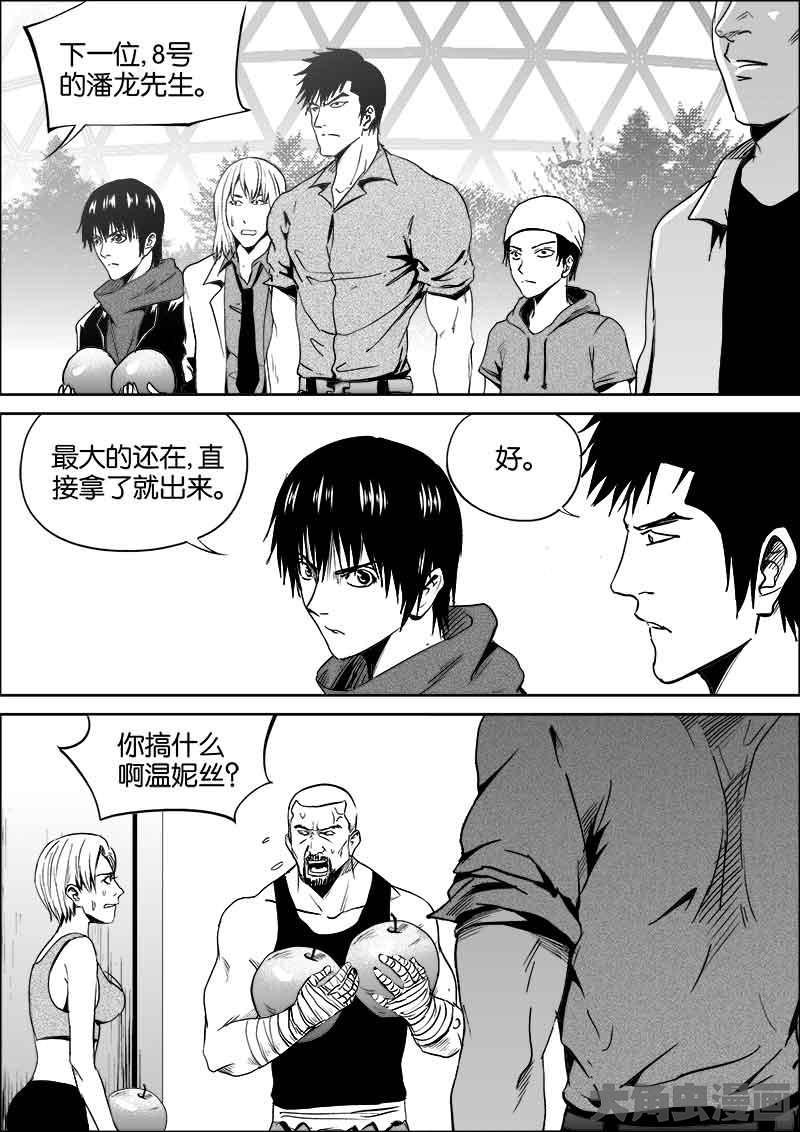 下一位，8号
的潘龙先生。
最大的还在，直
接拿了就出来。
好。
你搞什么
啊温妮丝？
大角虫漫画